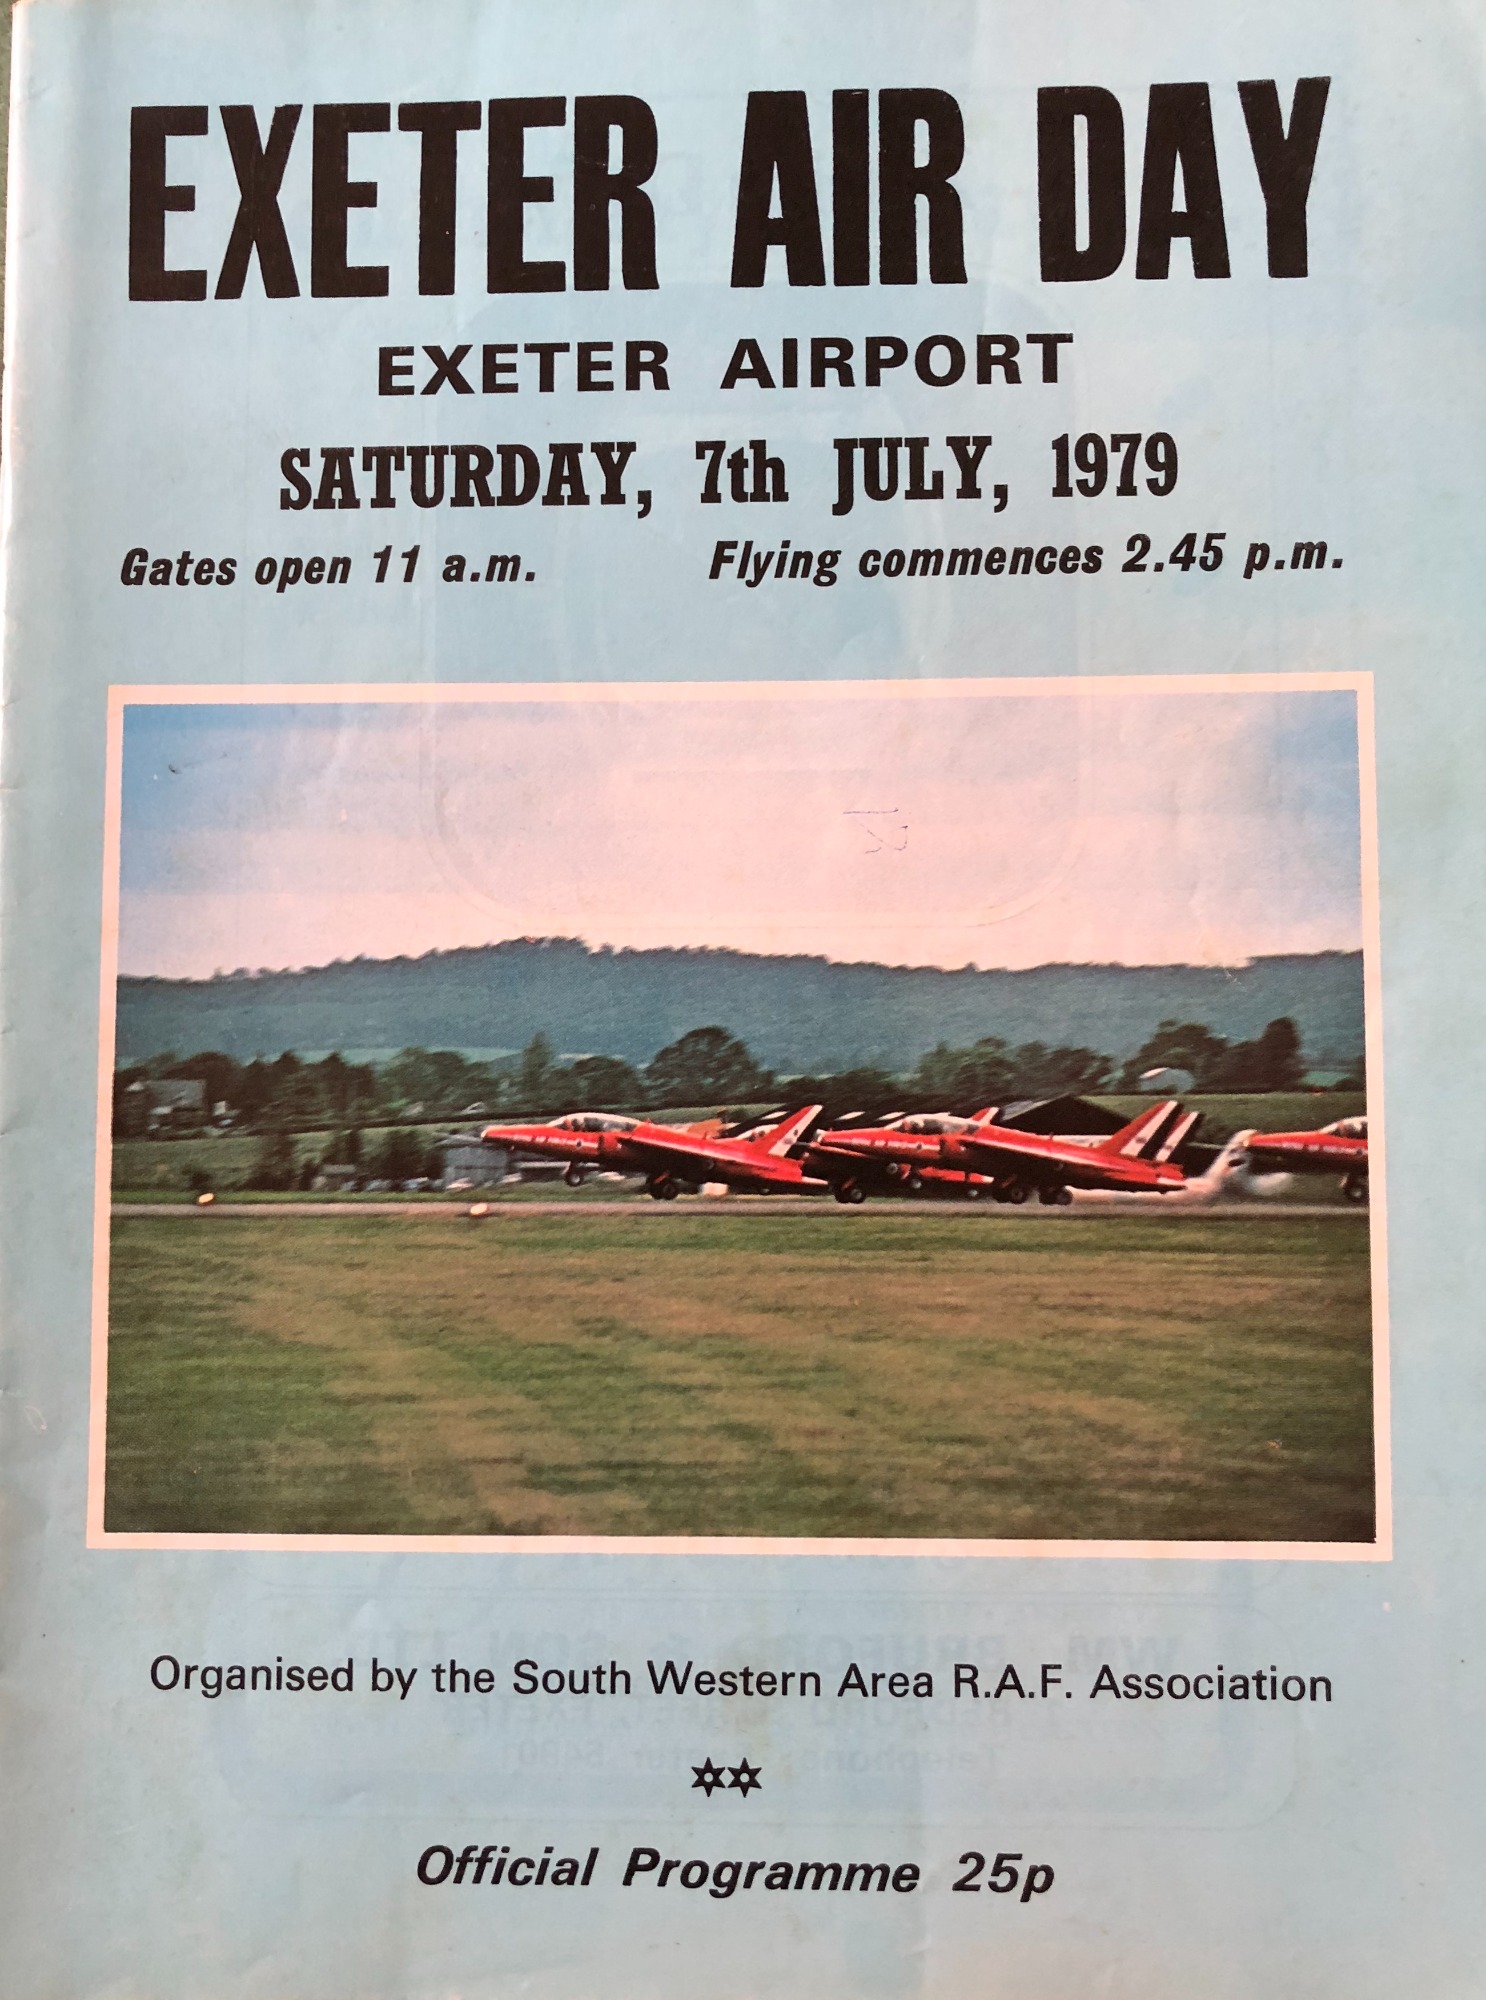 EXETER AIR DAY
EXETER AIRPORT
SATURDAY, 7th JULY, 1979
Gates open 11 a.m. Flying commences 2.45 p.m.
Organised by the South Western Area R.A.F. Association
Official Programme 25p